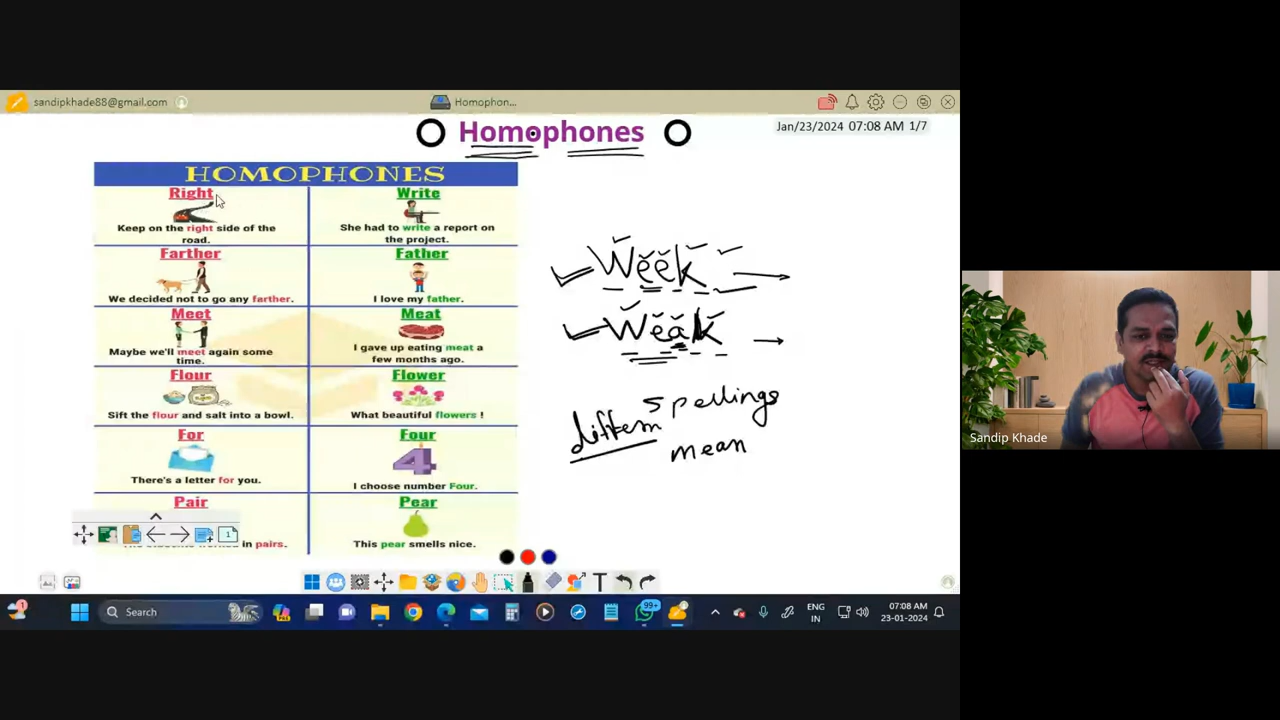 sandipkhade88@gmail.com
Homophon...
Homophones
Jan/23/2024 07:08 AM 1/7
HOMOPHONES
Right
Write
Keep on the right side of the
road.
She had to write a report on
the project.
Farther
Father
We decided not to go any farther.
I love my father.
Meet
Meat
Maybe we'll meet again some
time.
I gave up eating meat a
few months ago.
Flour
Flower
Sift the flour and salt into a bowl.
What beautiful flowers !
For
Four
There's a letter for you.
I choose number Four.
Pair
Pear
in pairs.
This pear smells nice.
Week
Weak
differn spellings
mean
Sandip Khade
1
Search
99+
ENG
IN
07:08 AM
23-01-2024